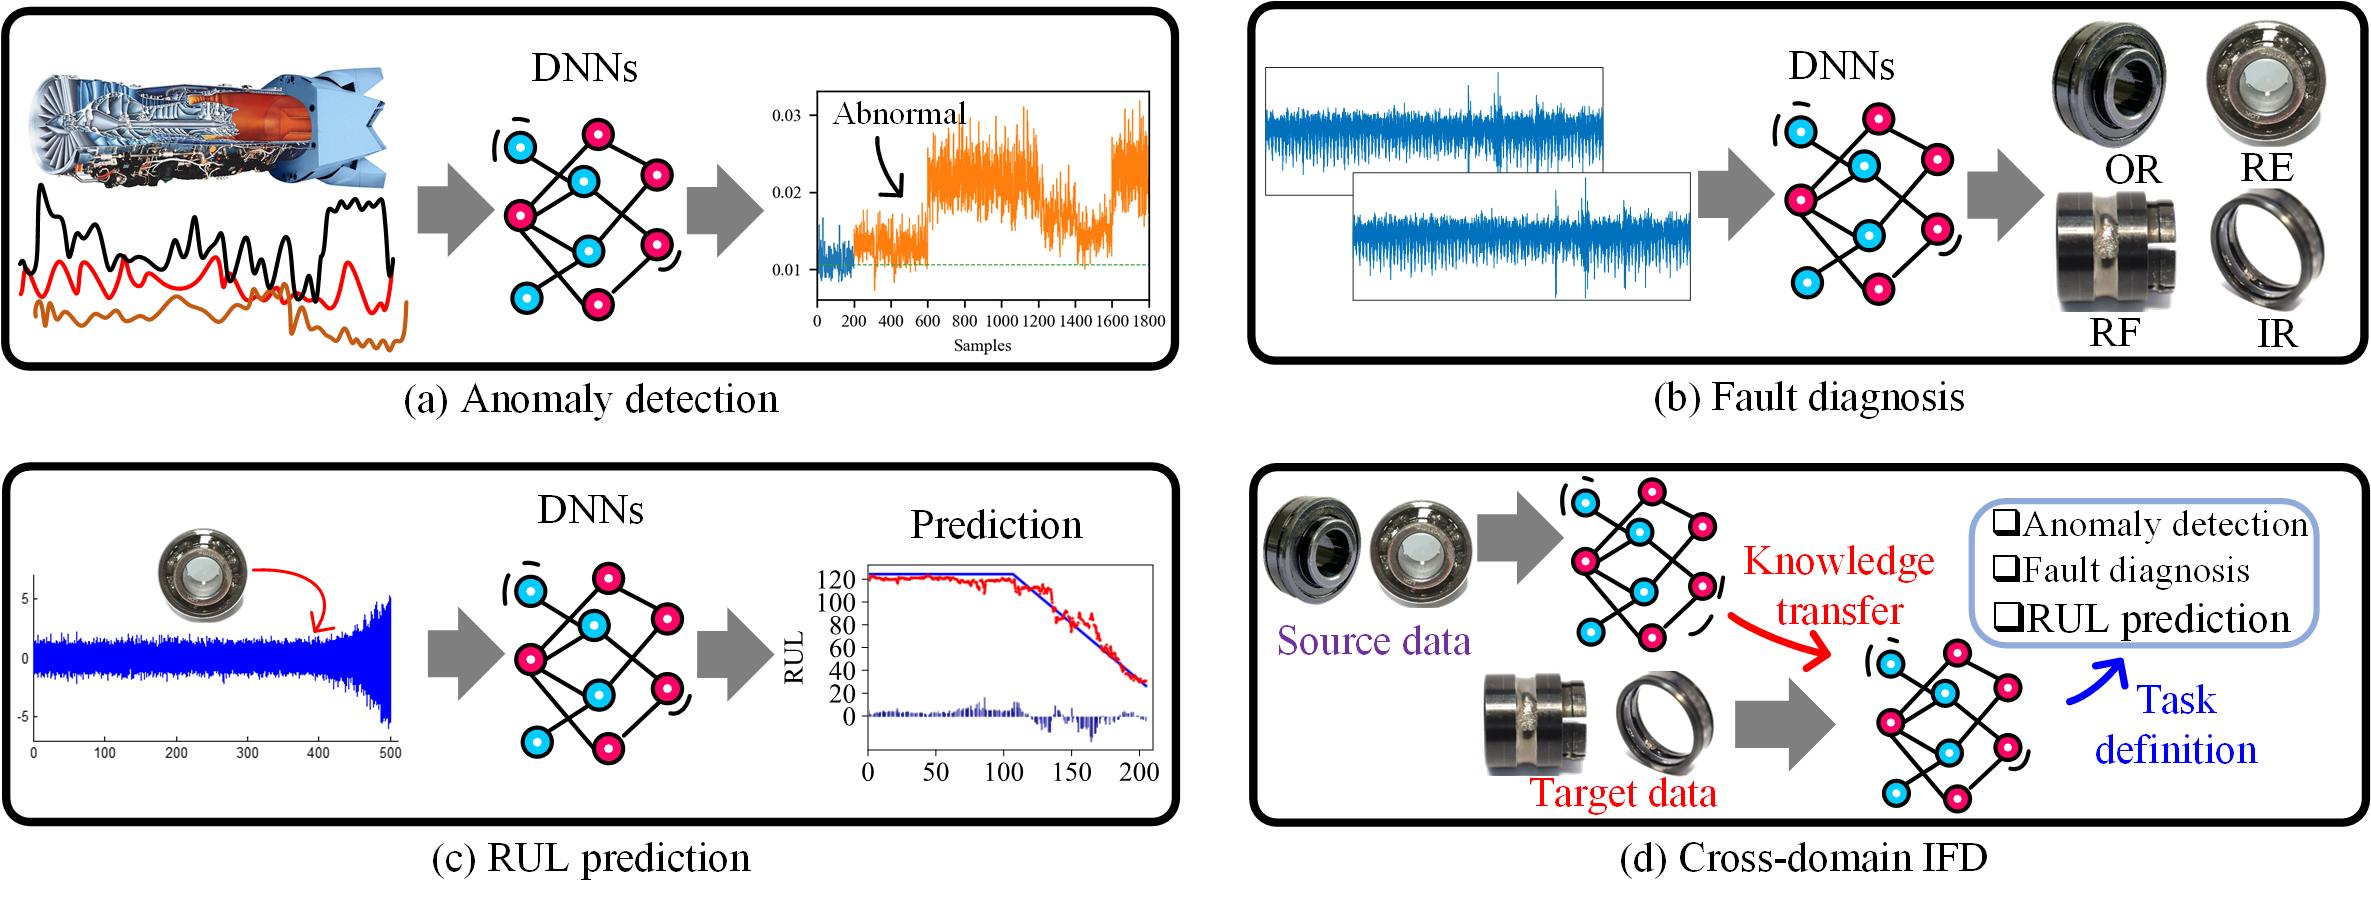 DNNs
Abnormal
0.03
0.02
0.01
0 200 400 600 800 1000 1200 1400 1600 1800
Samples
(a) Anomaly detection
DNNs
OR RE
RF IR
(b) Fault diagnosis
5
0
-5
0 100 200 300 400 500
DNNs
Prediction
RUL
120
100
80
60
40
20
0
0 50 100 150 200
(c) RUL prediction
Source data
Knowledge
transfer
Target data
Anomaly detection
Fault diagnosis
RUL prediction
Task
definition
(d) Cross-domain IFD